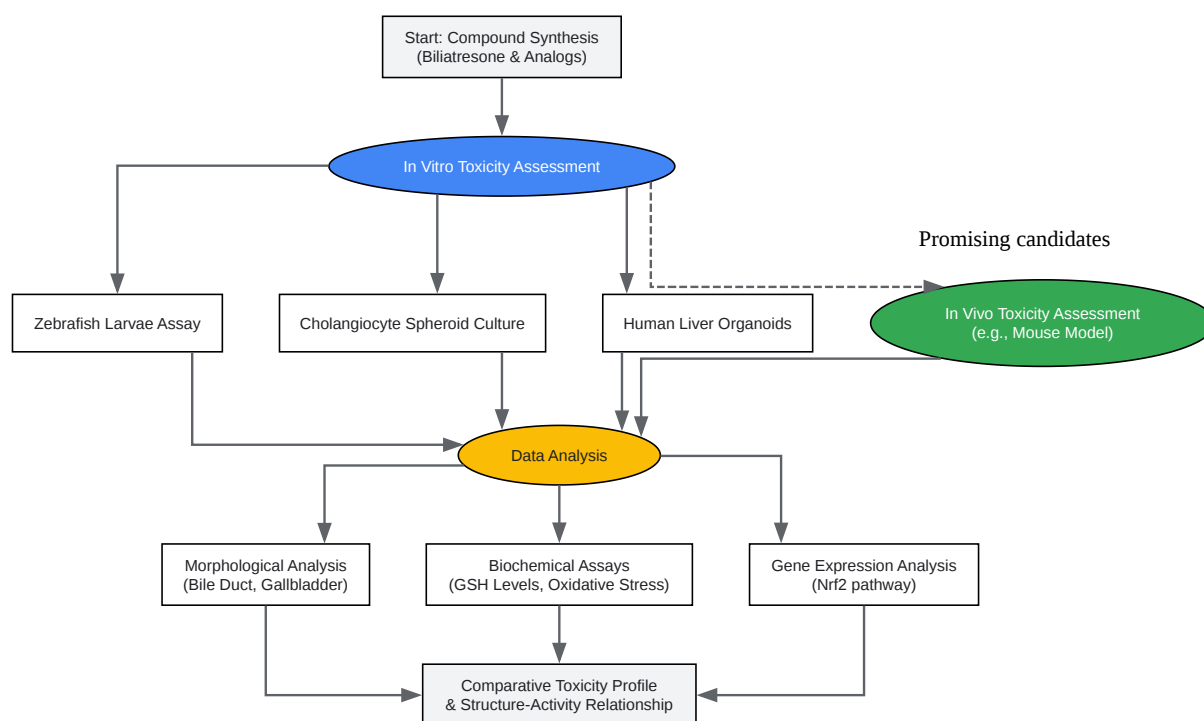 Start: Compound Synthesis
(Biliatresone & Analogs)
In Vitro Toxicity Assessment
Promising candidates
Zebrafish Larvae Assay
Cholangiocyte Spheroid Culture
Human Liver Organoids
In Vivo Toxicity Assessment
(e.g., Mouse Model)
Data Analysis
Morphological Analysis
(Bile Duct, Gallbladder)
Biochemical Assays
(GSH Levels, Oxidative Stress)
Gene Expression Analysis
(Nrf2 pathway)
Comparative Toxicity Profile
& Structure-Activity Relationship